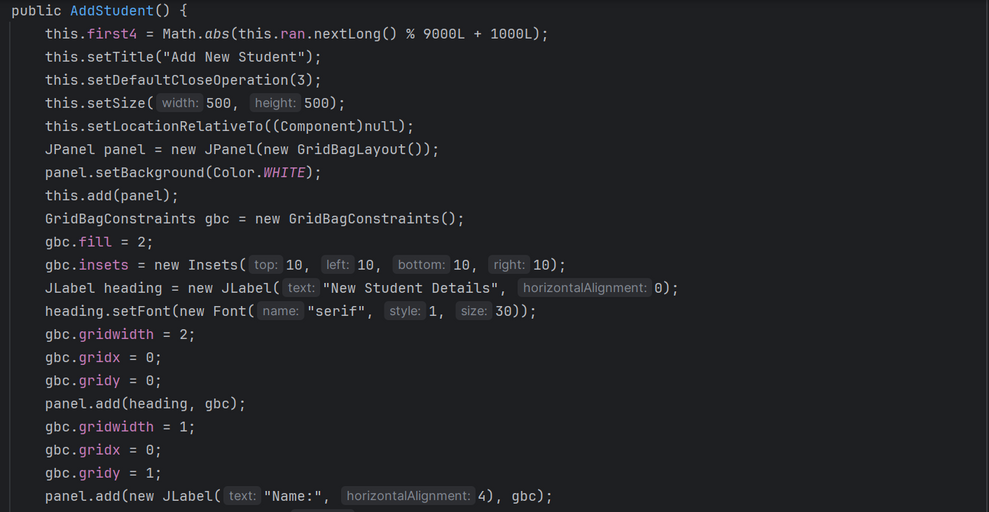 public AddStudent() {
this.first4 = Math.abs(this.ran.nextLong() % 9000L + 1000L);
this.setTitle("Add New Student");
this.setDefaultCloseOperation(3);
this.setSize( width: 500, height: 500);
this.setLocationRelativeTo((Component)null);
JPanel panel = new JPanel(new GridBagLayout());
panel.setBackground(Color.WHITE);
this.add(panel);
GridBagConstraints gbc = new GridBagConstraints();
gbc.fill = 2;
gbc.insets = new Insets( top: 10, left: 10, bottom: 10, right: 10);
JLabel heading = new JLabel( text: "New Student Details", horizontalAlignment: 0);
heading.setFont(new Font( name: "serif", style: 1, size: 30));
gbc.gridwidth = 2;
gbc.gridx = 0;
gbc.gridy = 0;
panel.add(heading, gbc);
gbc.gridwidth = 1;
gbc.gridx = 0;
gbc.gridy = 1;
panel.add(new JLabel( text: "Name:", horizontalAlignment: 4), gbc);